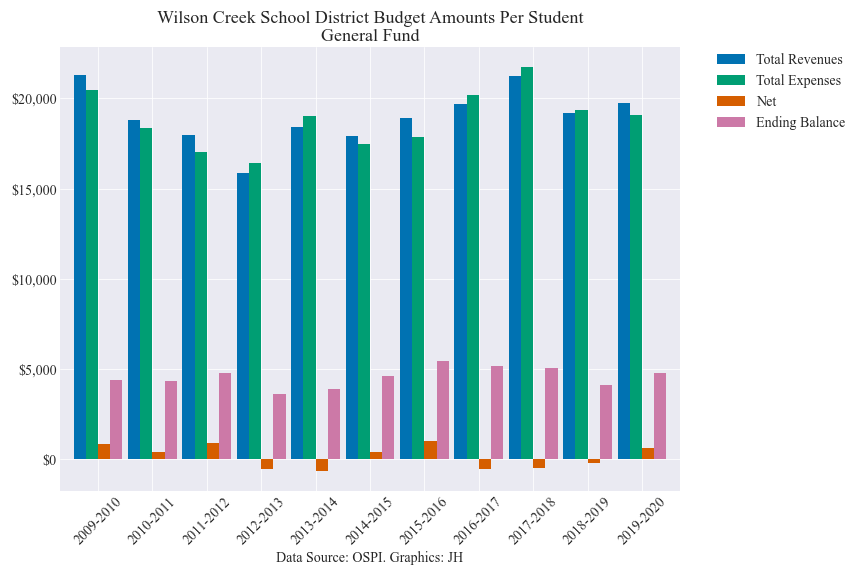 Wilson Creek School District Budget Amounts Per Student
General Fund
Total Revenues
Total Expenses
Net
Ending Balance
$20,000
$15,000
$10,000
$5,000
$0
2009-2010
2010-2011
2011-2012
2012-2013
2013-2014
2014-2015
2015-2016
2016-2017
2017-2018
2018-2019
2019-2020
Data Source: OSPI. Graphics: JH